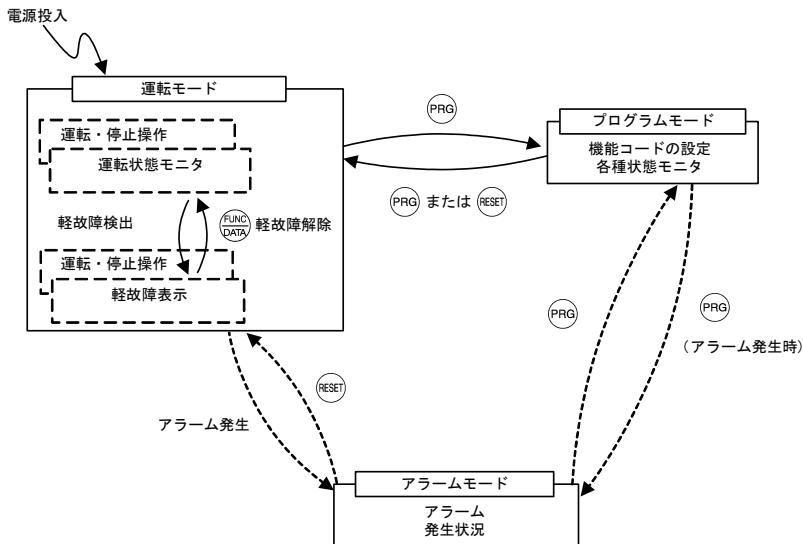 電源投入
運転モード
運転・停止操作
運転状態モニタ
軽故障検出
FUNC
DATA
軽故障解除
運転・停止操作
軽故障表示
PRG
PRG または RESET
プログラムモード
機能コードの設定
各種状態モニタ
PRG
PRG
(アラーム発生時)
RESET
アラーム発生
アラームモード
アラーム
発生状況